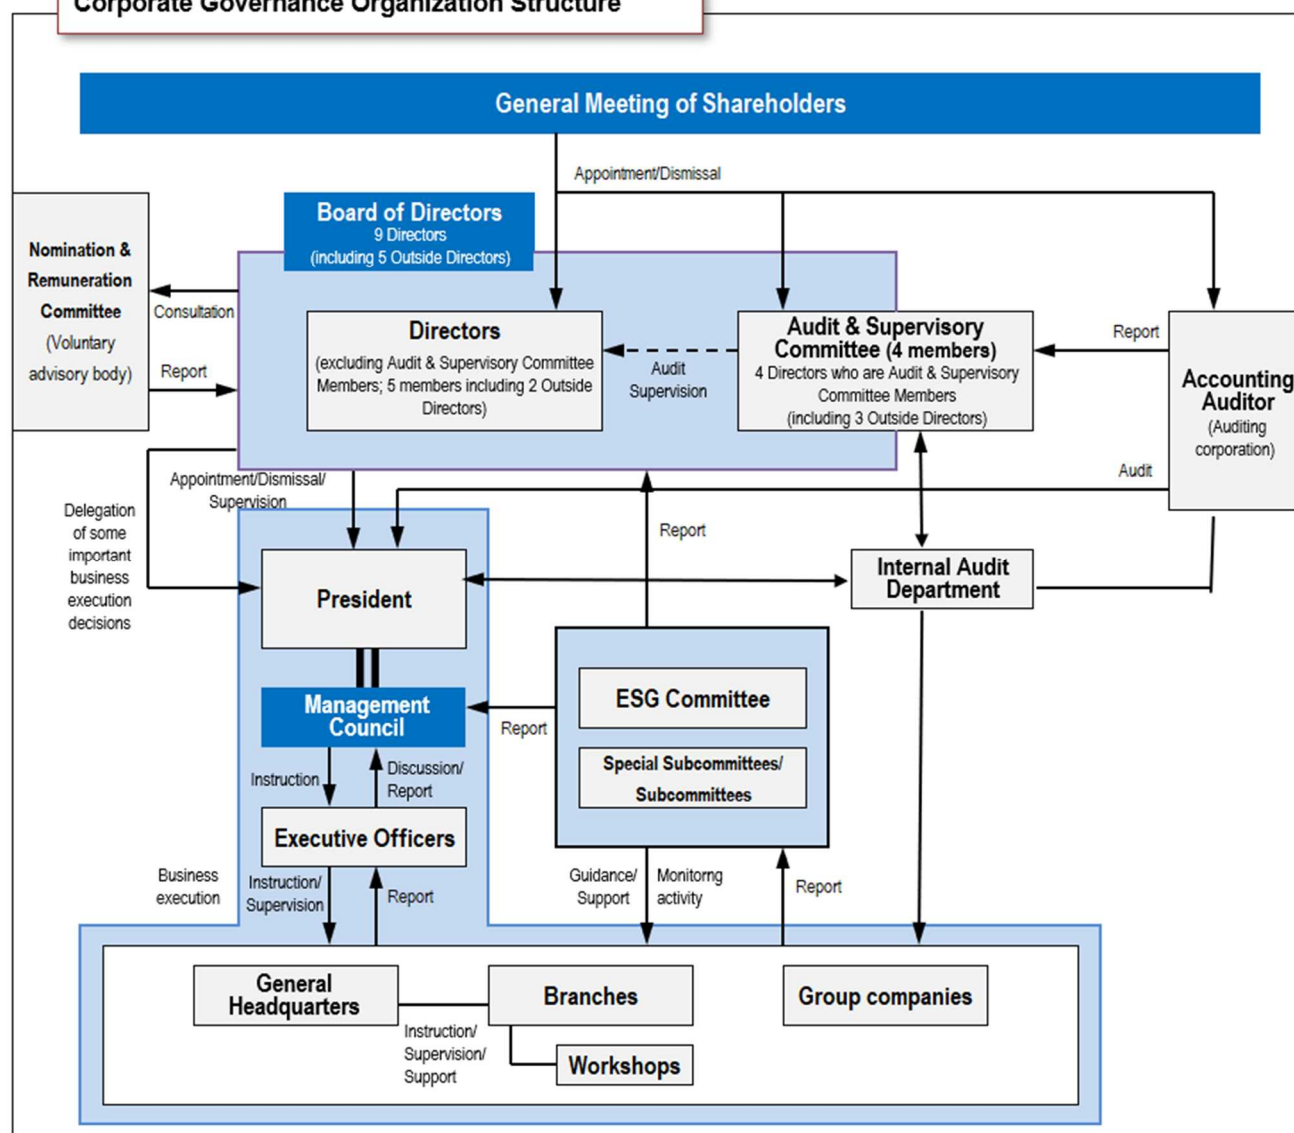 Corporate Governance Organization Structure
General Meeting of Shareholders
Appointment/Dismissal
Board of Directors
9 Directors
(including 5 Outside Directors)
Nomination &
Remuneration
Committee
(Voluntary
advisory body)
Consultation
Report
Directors
(excluding Audit & Supervisory Committee
Members; 5 members including 2 Outside
Directors)
Audit
Supervision
Audit & Supervisory
Committee (4 members)
4 Directors who are Audit & Supervisory
Committee Members
(including 3 Outside Directors)
Report
Accounting
Auditor
(Auditing
corporation)
Audit
Appointment/Dismissal/
Supervision
Delegation
of some
important
business
execution
decisions
Report
President
Internal Audit
Department
Management
Council
Report
ESG Committee
Special Subcommittees/
Subcommittees
Instruction
Discussion/
Report
Executive Officers
Business
execution
Instruction/
Supervision
Report
Guidance/
Support
Monitorng
activity
Report
General
Headquarters
Branches
Group companies
Instruction/
Supervision/
Support
Workshops